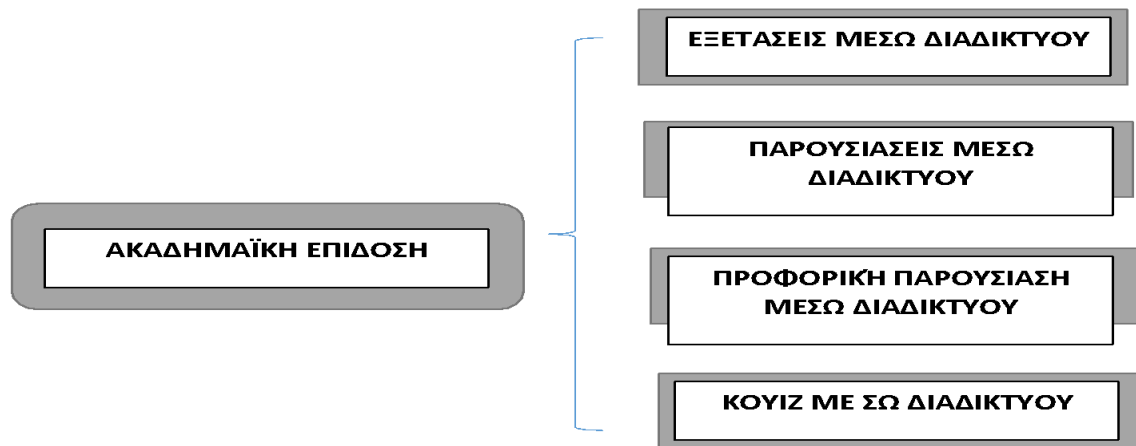 ΑΚΑΔΗΜΑΪΚΗ ΕΠΙΔΟΣΗ
ΕΞΕΤΑΣΕΙΣ ΜΕΣΩ ΔΙΑΔΙΚΤΥΟΥ
ΠΑΡΟΥΣΙΑΣΕΙΣ ΜΕΣΩ
ΔΙΑΔΙΚΤΥΟΥ
ΠΡΟΦΟΡΙΚΉ ΠΑΡΟΥΣΙΑΣΗ
ΜΕΣΩ ΔΙΑΔΙΚΤΥΟΥ
ΚΟΥΙΖ ΜΕ ΣΩ ΔΙΑΔΙΚΤΥΟΥ